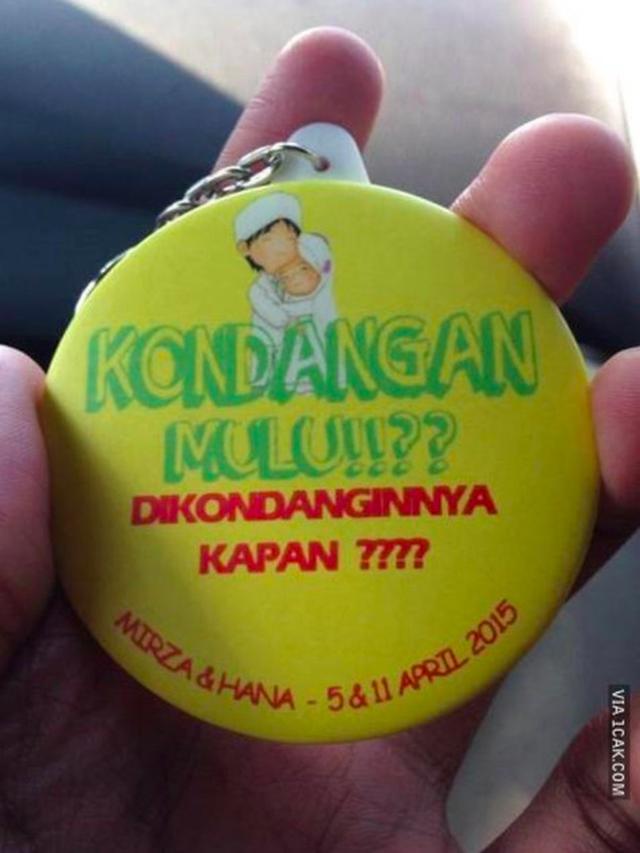 KONDANGAN
MULU!!??
DIKONDANGINNYA
KAPAN ????
MIRZA & HANA - 5 & 11 APRIL 2015
VIA 1CAK.COM